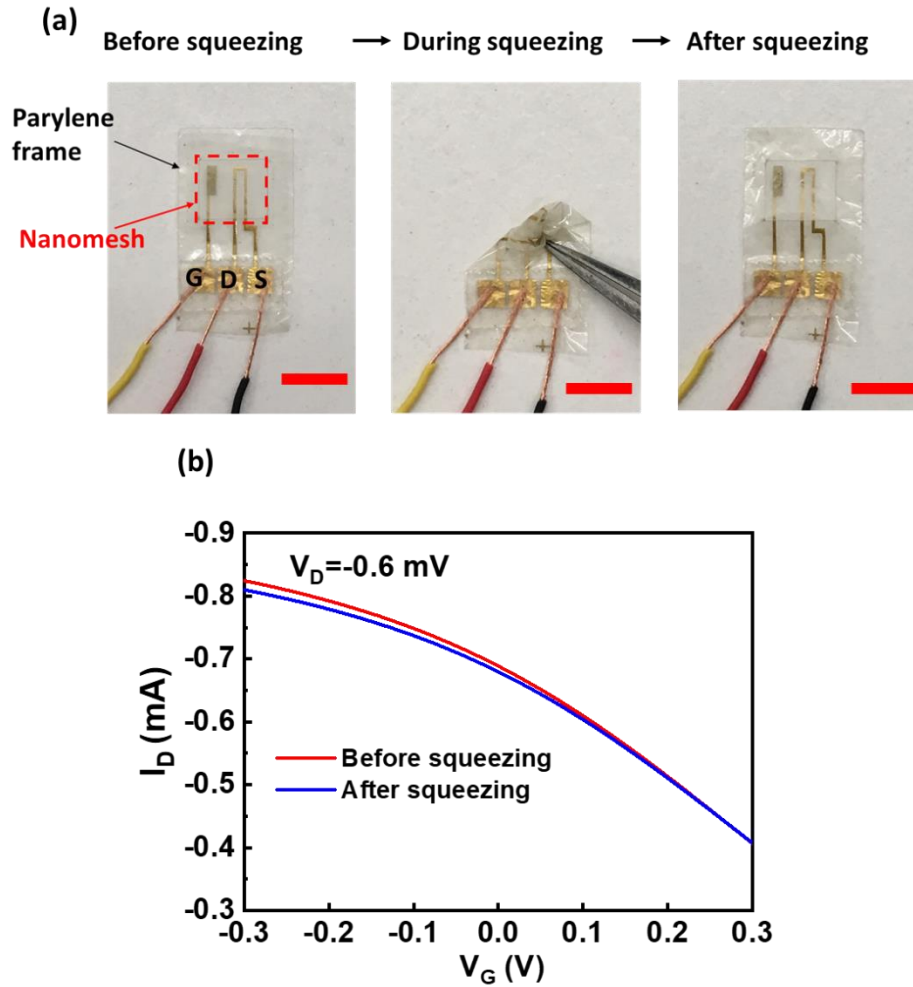 (a)
Before squeezing → During squeezing → After squeezing
Parylene
frame
Nanomesh
G D S
(b)
-0.9
-0.8
-0.7
-0.6
-0.5
-0.4
-0.3
I_D (mA)
V_D=-0.6 mV
Before squeezing
After squeezing
-0.3 -0.2 -0.1 0.0 0.1 0.2 0.3
V_G (V)